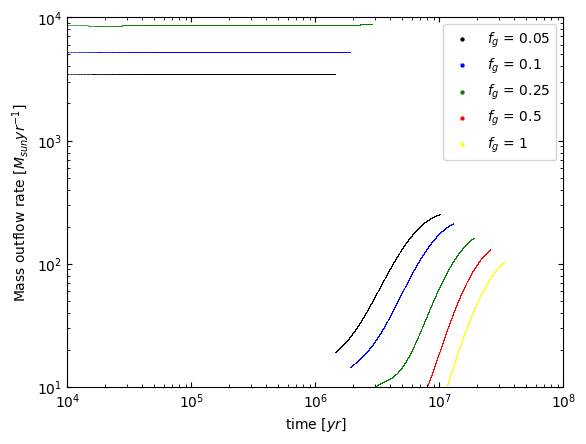 10⁴
10³
10²
10¹
Mass outflow rate [M_sun yr⁻¹]
f_g = 0.05
f_g = 0.1
f_g = 0.25
f_g = 0.5
f_g = 1
10⁴ 10⁵ 10⁶ 10⁷ 10⁸
time [yr]